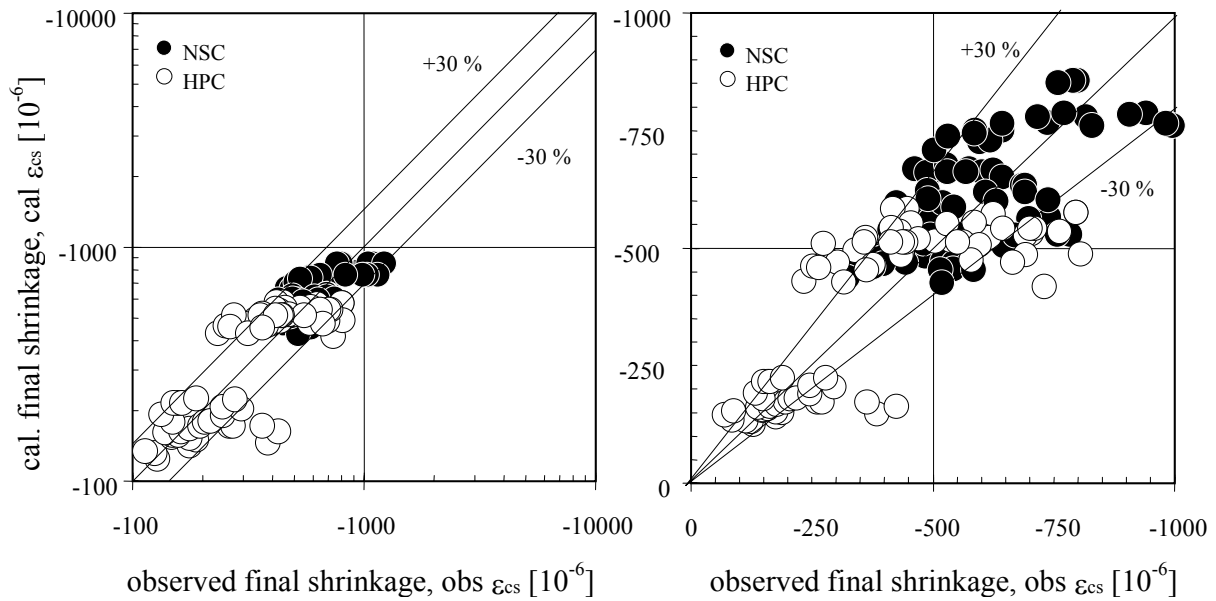 -10000
NSC
HPC
+30 %
-30 %
-1000
-100
-100
-1000
-10000
cal. final shrinkage, cal εcs [10-6]
observed final shrinkage, obs εcs [10-6]
-1000
NSC
HPC
+30 %
-30 %
-750
-500
-250
0
0
-250
-500
-750
-1000
observed final shrinkage, obs εcs [10-6]